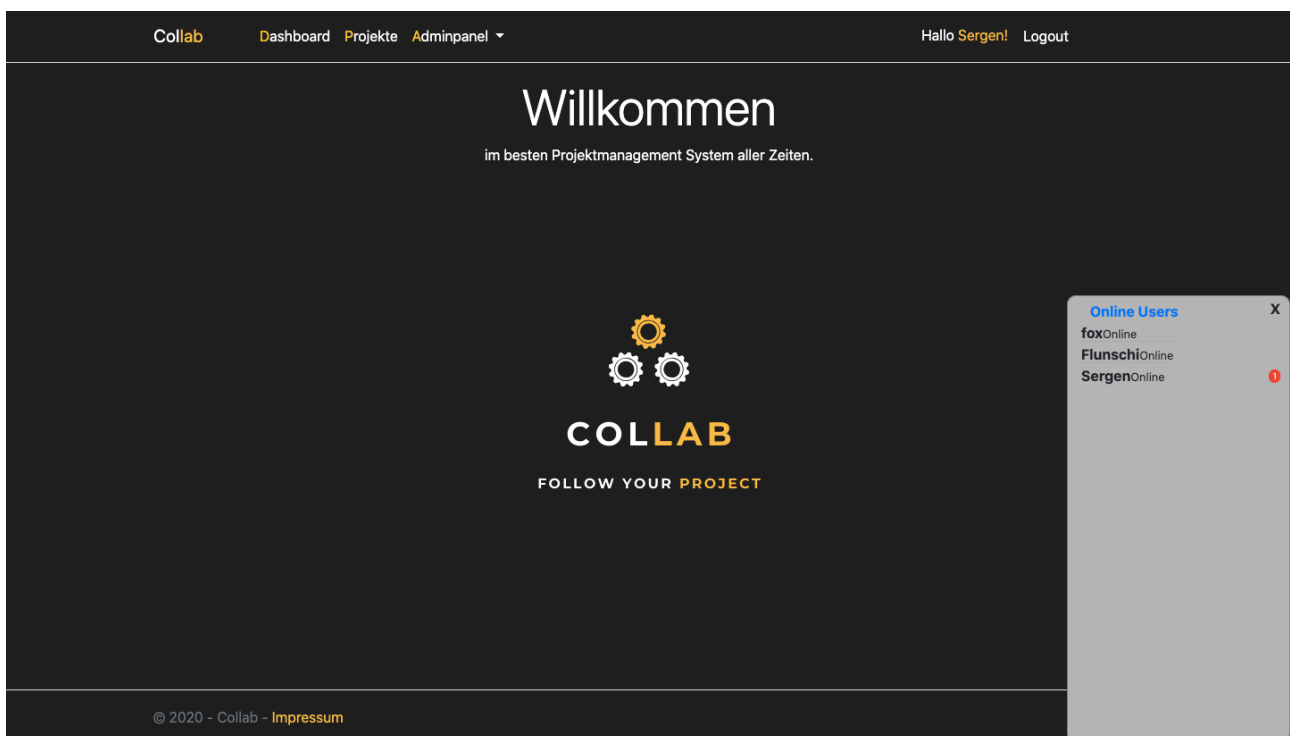 Collab Dashboard Projekte Adminpanel Hallo Sergen! Logout
Willkommen
im besten Projektmanagement System aller Zeiten.
COLLAB
FOLLOW YOUR PROJECT
Online Users X
foxOnline
FlunschiOnline
SergenOnline 1
© 2020 - Collab - Impressum